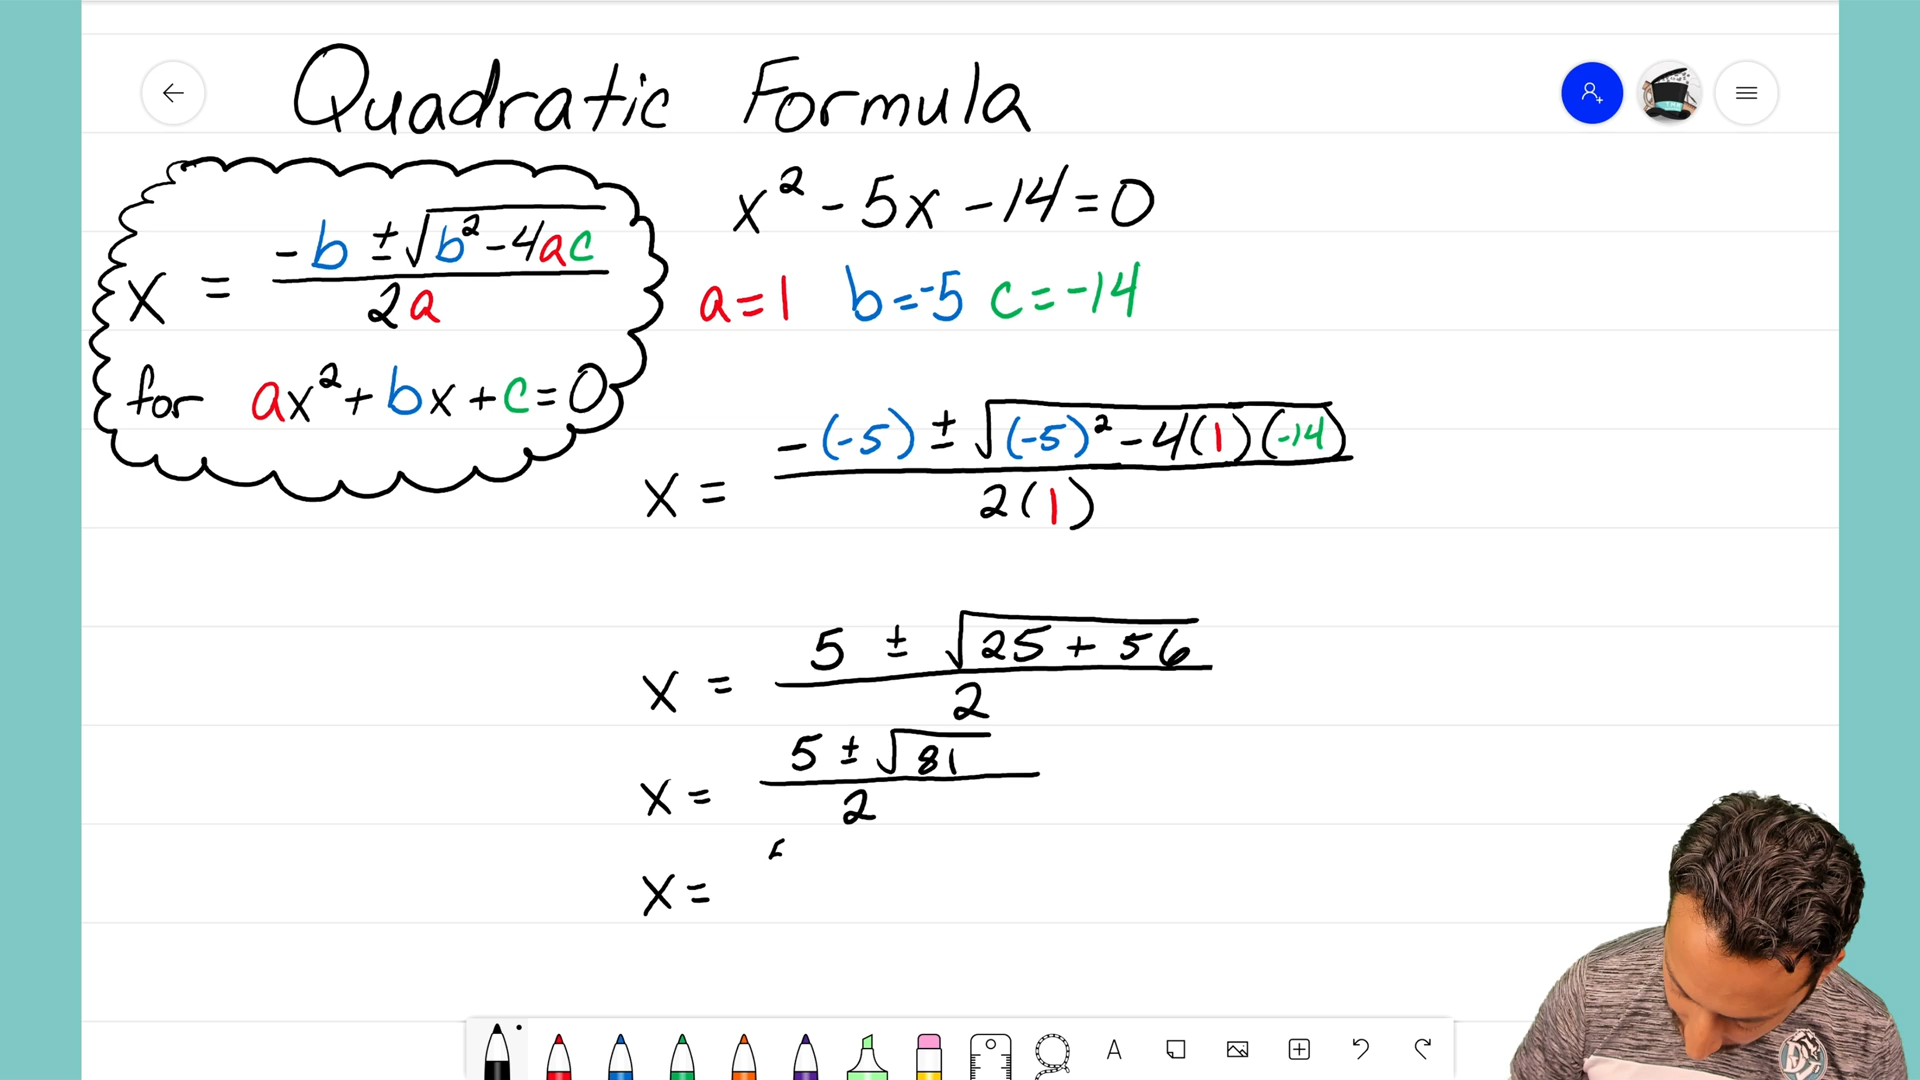 Quadratic Formula
x = -b ± √b² - 4ac / 2a
for ax² + bx + c = 0
x² - 5x - 14 = 0
a = 1 b = -5 c = -14
x = -(-5) ± √(-5)² - 4(1)(-14) / 2(1)
x = 5 ± √25 + 56 / 2
x = 5 ± √81 / 2
x =
A